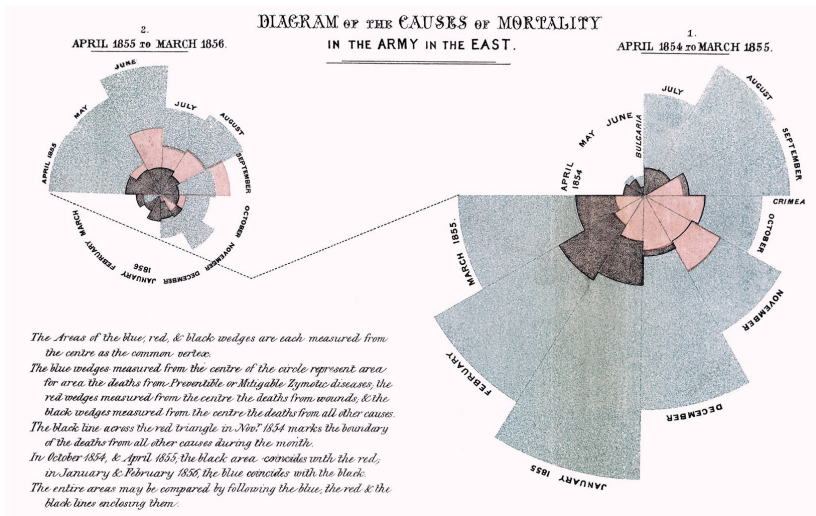 DIAGRAM OF THE CAUSES OF MORTALITY
IN THE ARMY IN THE EAST.
2.
APRIL 1855 TO MARCH 1856.
1.
APRIL 1854 TO MARCH 1855.
APRIL 1855
MAY
JUNE
JULY
AUGUST
SEPTEMBER
OCTOBER
NOVEMBER
DECEMBER
JANUARY
1856
FEBRUARY
MARCH
APRIL
1854
MAY
JUNE
BULGARIA
JULY
AUGUST
SEPTEMBER
CRIMEA
OCTOBER
NOVEMBER
DECEMBER
JANUARY 1855
FEBRUARY
MARCH 1855.
The Areas of the blue, red, & black wedges are each measured from
the centre as the common vertex.
The blue wedges measured from the centre of the circle represent area
for area the deaths from Preventible or Mitigable Zymotic diseases, the
red wedges measured from the centre the deaths from wounds, & the
black wedges measured from the centre the deaths from all other causes.
The black line across the red triangle in Novr. 1854 marks the boundary
of the deaths from all other causes during the month.
In October 1854, & April 1855, the black area coincides with the red,
in January & February 1856, the blue coincides with the black.
The entire areas may be compared by following the blue, the red & the
black lines enclosing them.